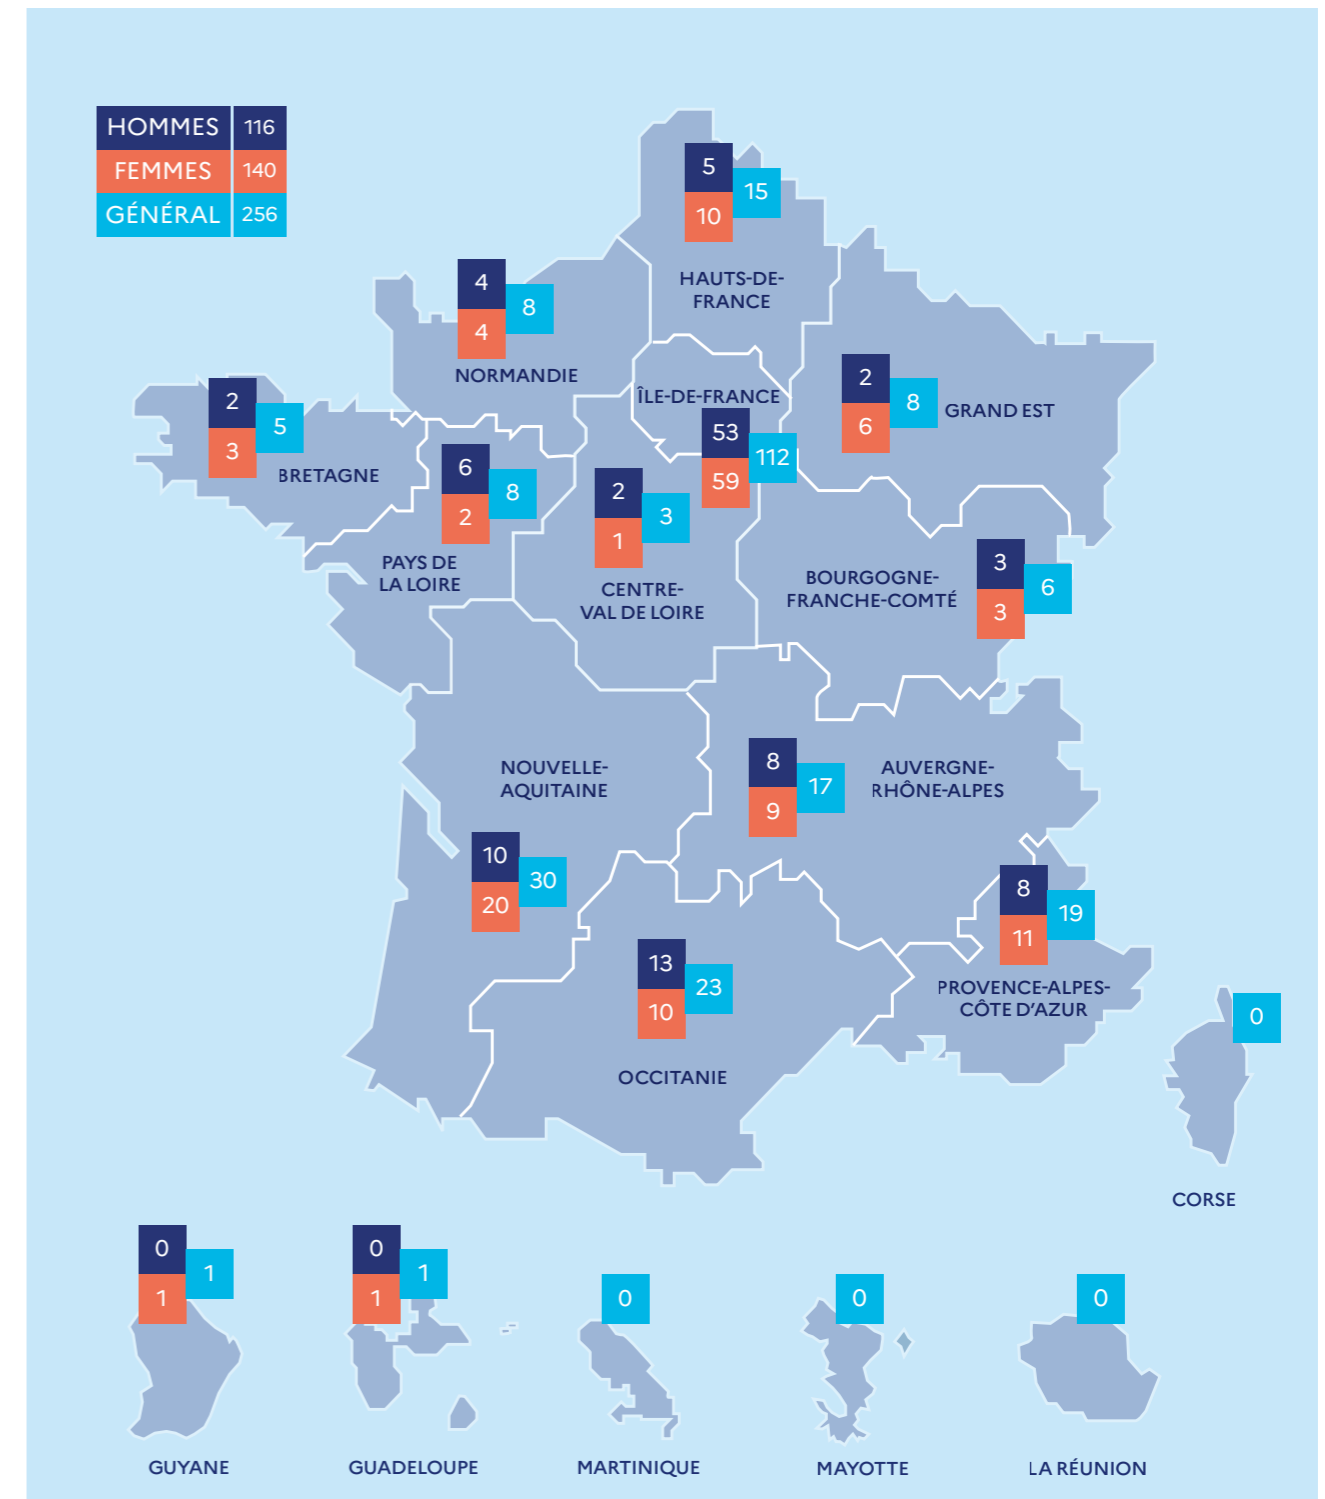 HOMMES 116
FEMMES 140
GÉNÉRAL 256
5
15
10
HAUTS-DE-
FRANCE
4
8
4
NORMANDIE
2
8
6
GRAND EST
ÎLE-DE-FRANCE
53
112
59
2
5
3
BRETAGNE
6
8
2
PAYS DE
LA LOIRE
2
3
1
CENTRE-
VAL DE LOIRE
3
6
3
BOURGOGNE-
FRANCHE-COMTÉ
8
17
9
AUVERGNE-
RHÔNE-ALPES
NOUVELLE-
AQUITAINE
10
30
20
8
19
11
PROVENCE-ALPES-
CÔTE D'AZUR
13
23
10
OCCITANIE
0
CORSE
0
1
1
GUYANE
0
1
1
GUADELOUPE
0
MARTINIQUE
0
MAYOTTE
0
LA RÉUNION